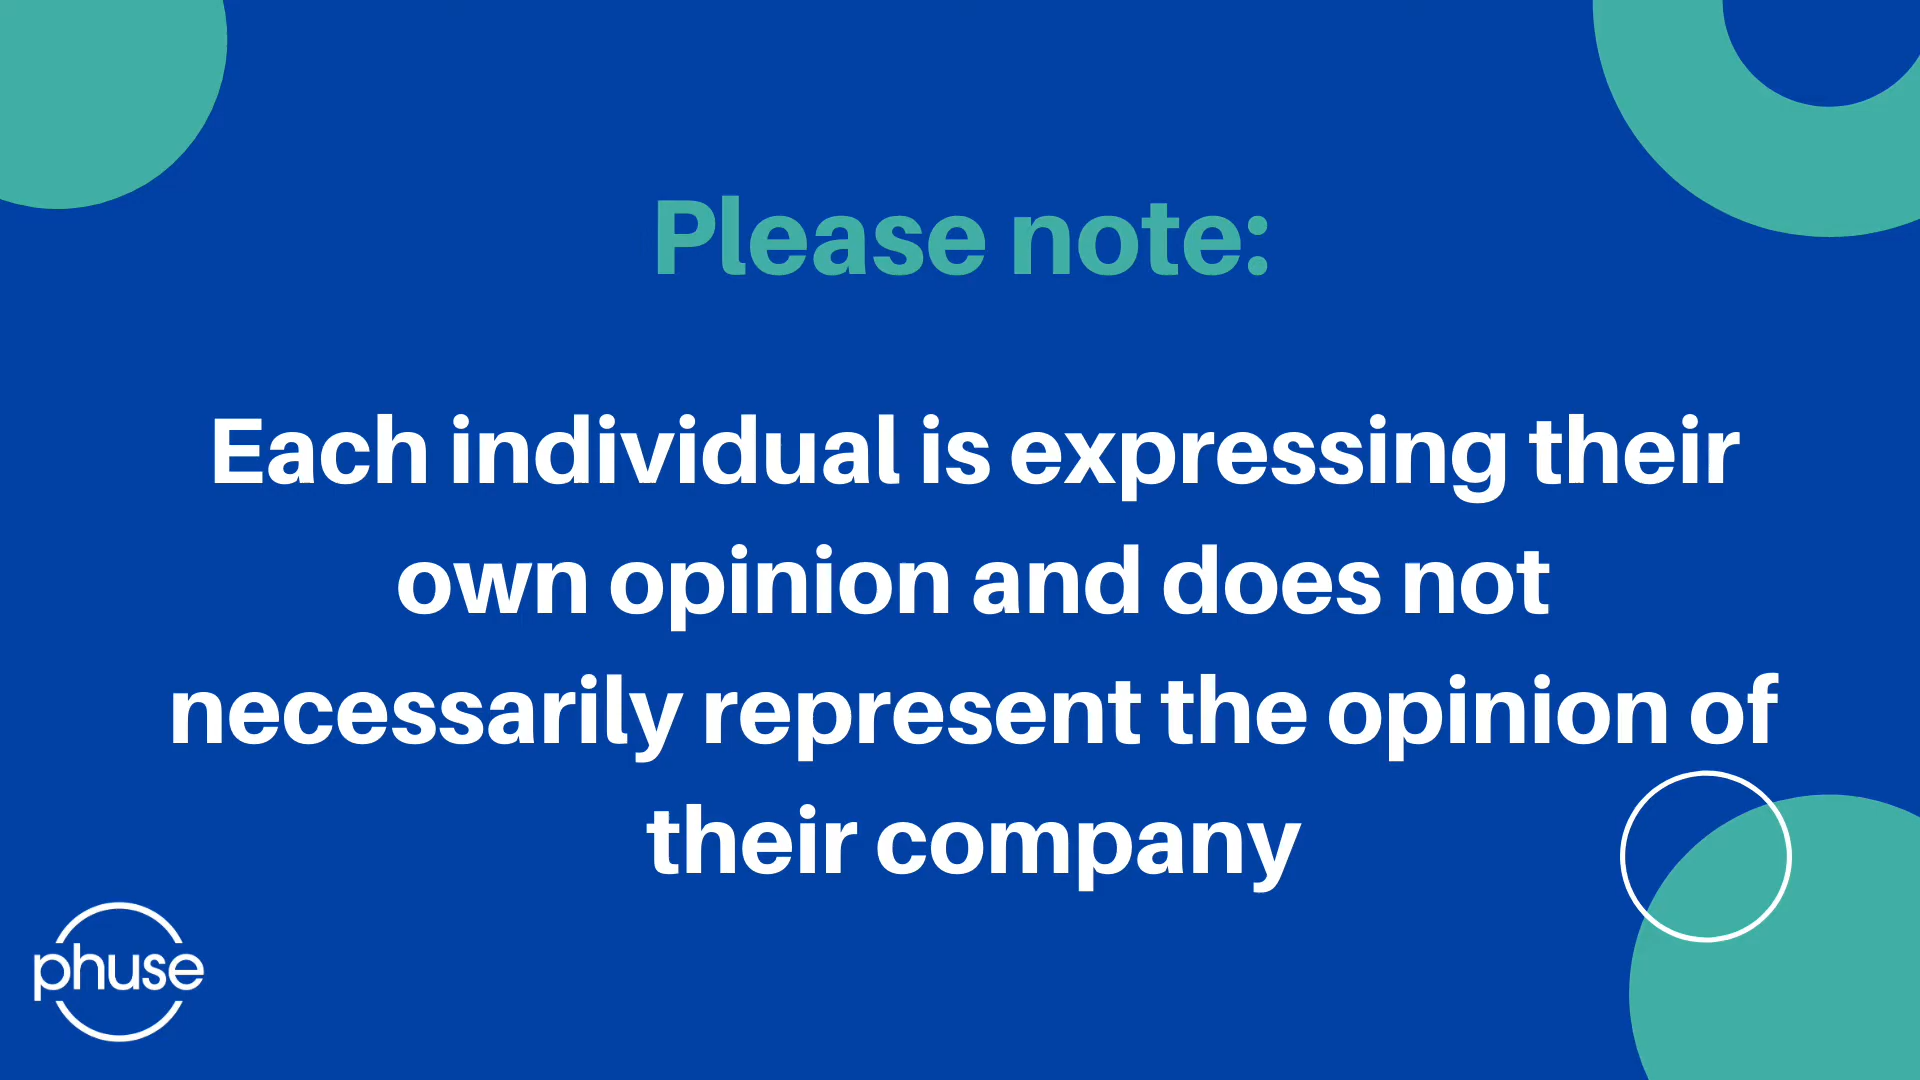 Please note:
Each individual is expressing their
own opinion and does not
necessarily represent the opinion of
their company
phuse